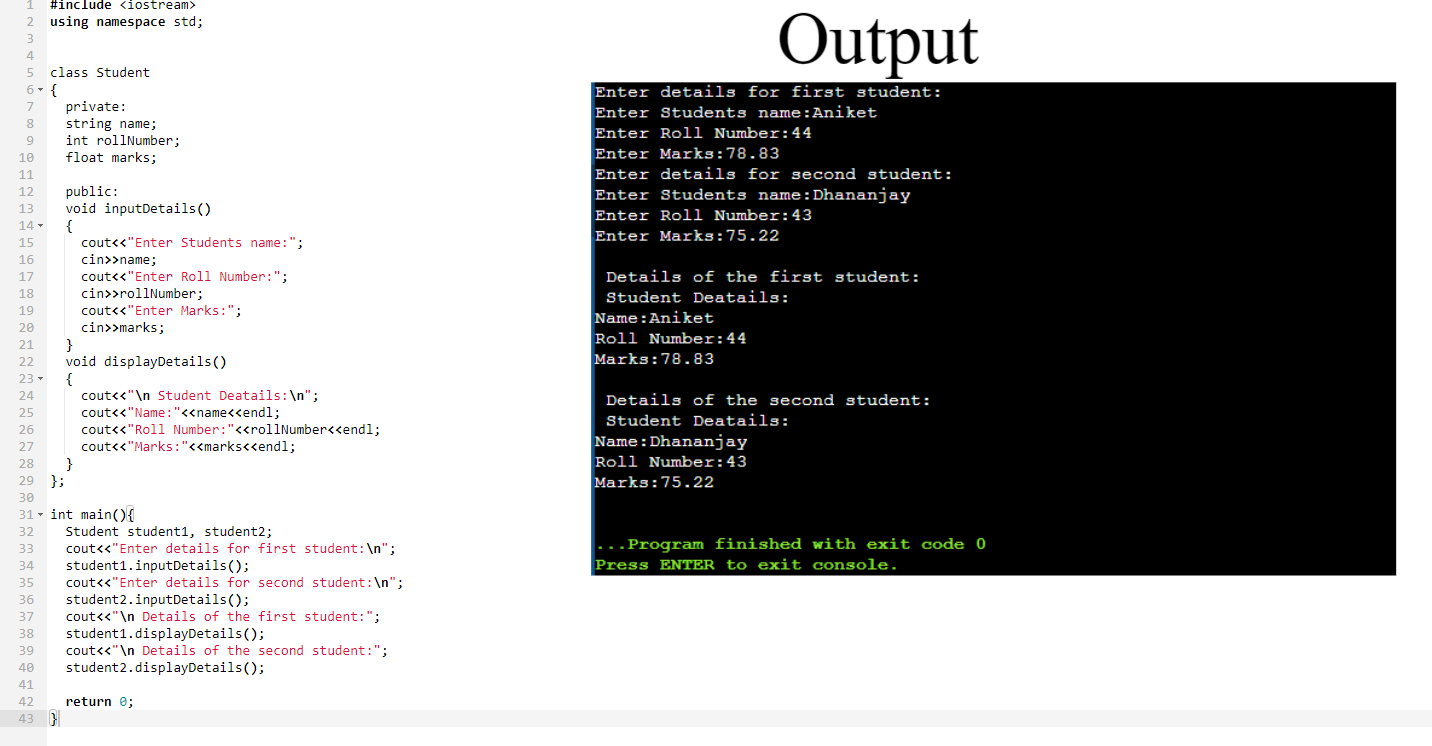 1 #include <iostream>
2 using namespace std;
3
4
5 class Student
6 {
7 private:
8 string name;
9 int rollNumber;
10 float marks;
11
12 public:
13 void inputDetails()
14 {
15 cout<<"Enter Students name:";
16 cin>>name;
17 cout<<"Enter Roll Number:";
18 cin>>rollNumber;
19 cout<<"Enter Marks:";
20 cin>>marks;
21 }
22 void displayDetails()
23 {
24 cout<<"\n Student Deatails:\n";
25 cout<<"Name:"<<name<<endl;
26 cout<<"Roll Number:"<<rollNumber<<endl;
27 cout<<"Marks:"<<marks<<endl;
28 }
29 };
30
31 int main(){
32 Student student1, student2;
33 cout<<"Enter details for first student:\n";
34 student1.inputDetails();
35 cout<<"Enter details for second student:\n";
36 student2.inputDetails();
37 cout<<"\n Details of the first student:";
38 student1.displayDetails();
39 cout<<"\n Details of the second student:";
40 student2.displayDetails();
41
42 return 0;
43 }
Output
Enter details for first student:
Enter Students name:Aniket
Enter Roll Number:44
Enter Marks:78.83
Enter details for second student:
Enter Students name:Dhananjay
Enter Roll Number:43
Enter Marks:75.22
Details of the first student:
Student Deatails:
Name:Aniket
Roll Number:44
Marks:78.83
Details of the second student:
Student Deatails:
Name:Dhananjay
Roll Number:43
Marks:75.22
...Program finished with exit code 0
Press ENTER to exit console.